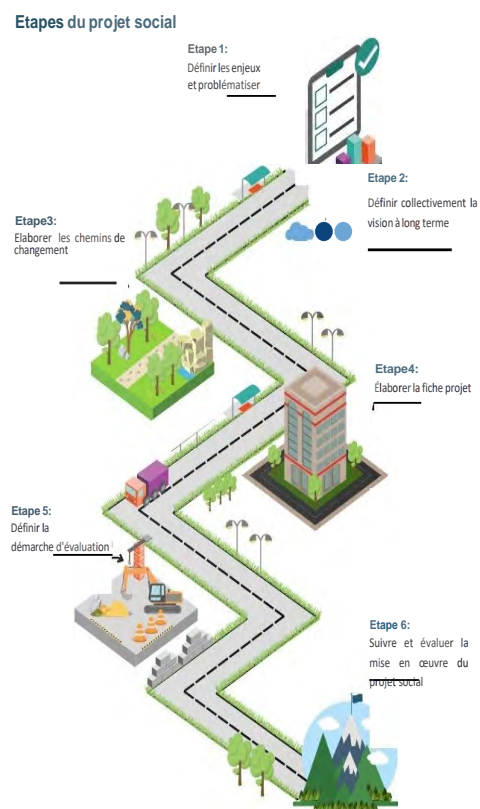 Etapes du projet social
Etape 1:
Définir les enjeux
et problématiser
Etape 2:
Définir collectivement la
vision à long terme
Etape3:
Elaborer les chemins de
changement
Etape4:
Élaborer la fiche projet
Etape 5:
Définir la
démarche d'évaluation
Etape 6:
Suivre et évaluer la
mise en œuvre du
projet social